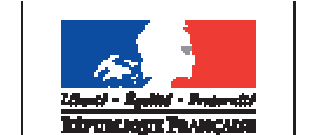 Liberté • Égalité • Fraternité
RÉPUBLIQUE FRANÇAISE